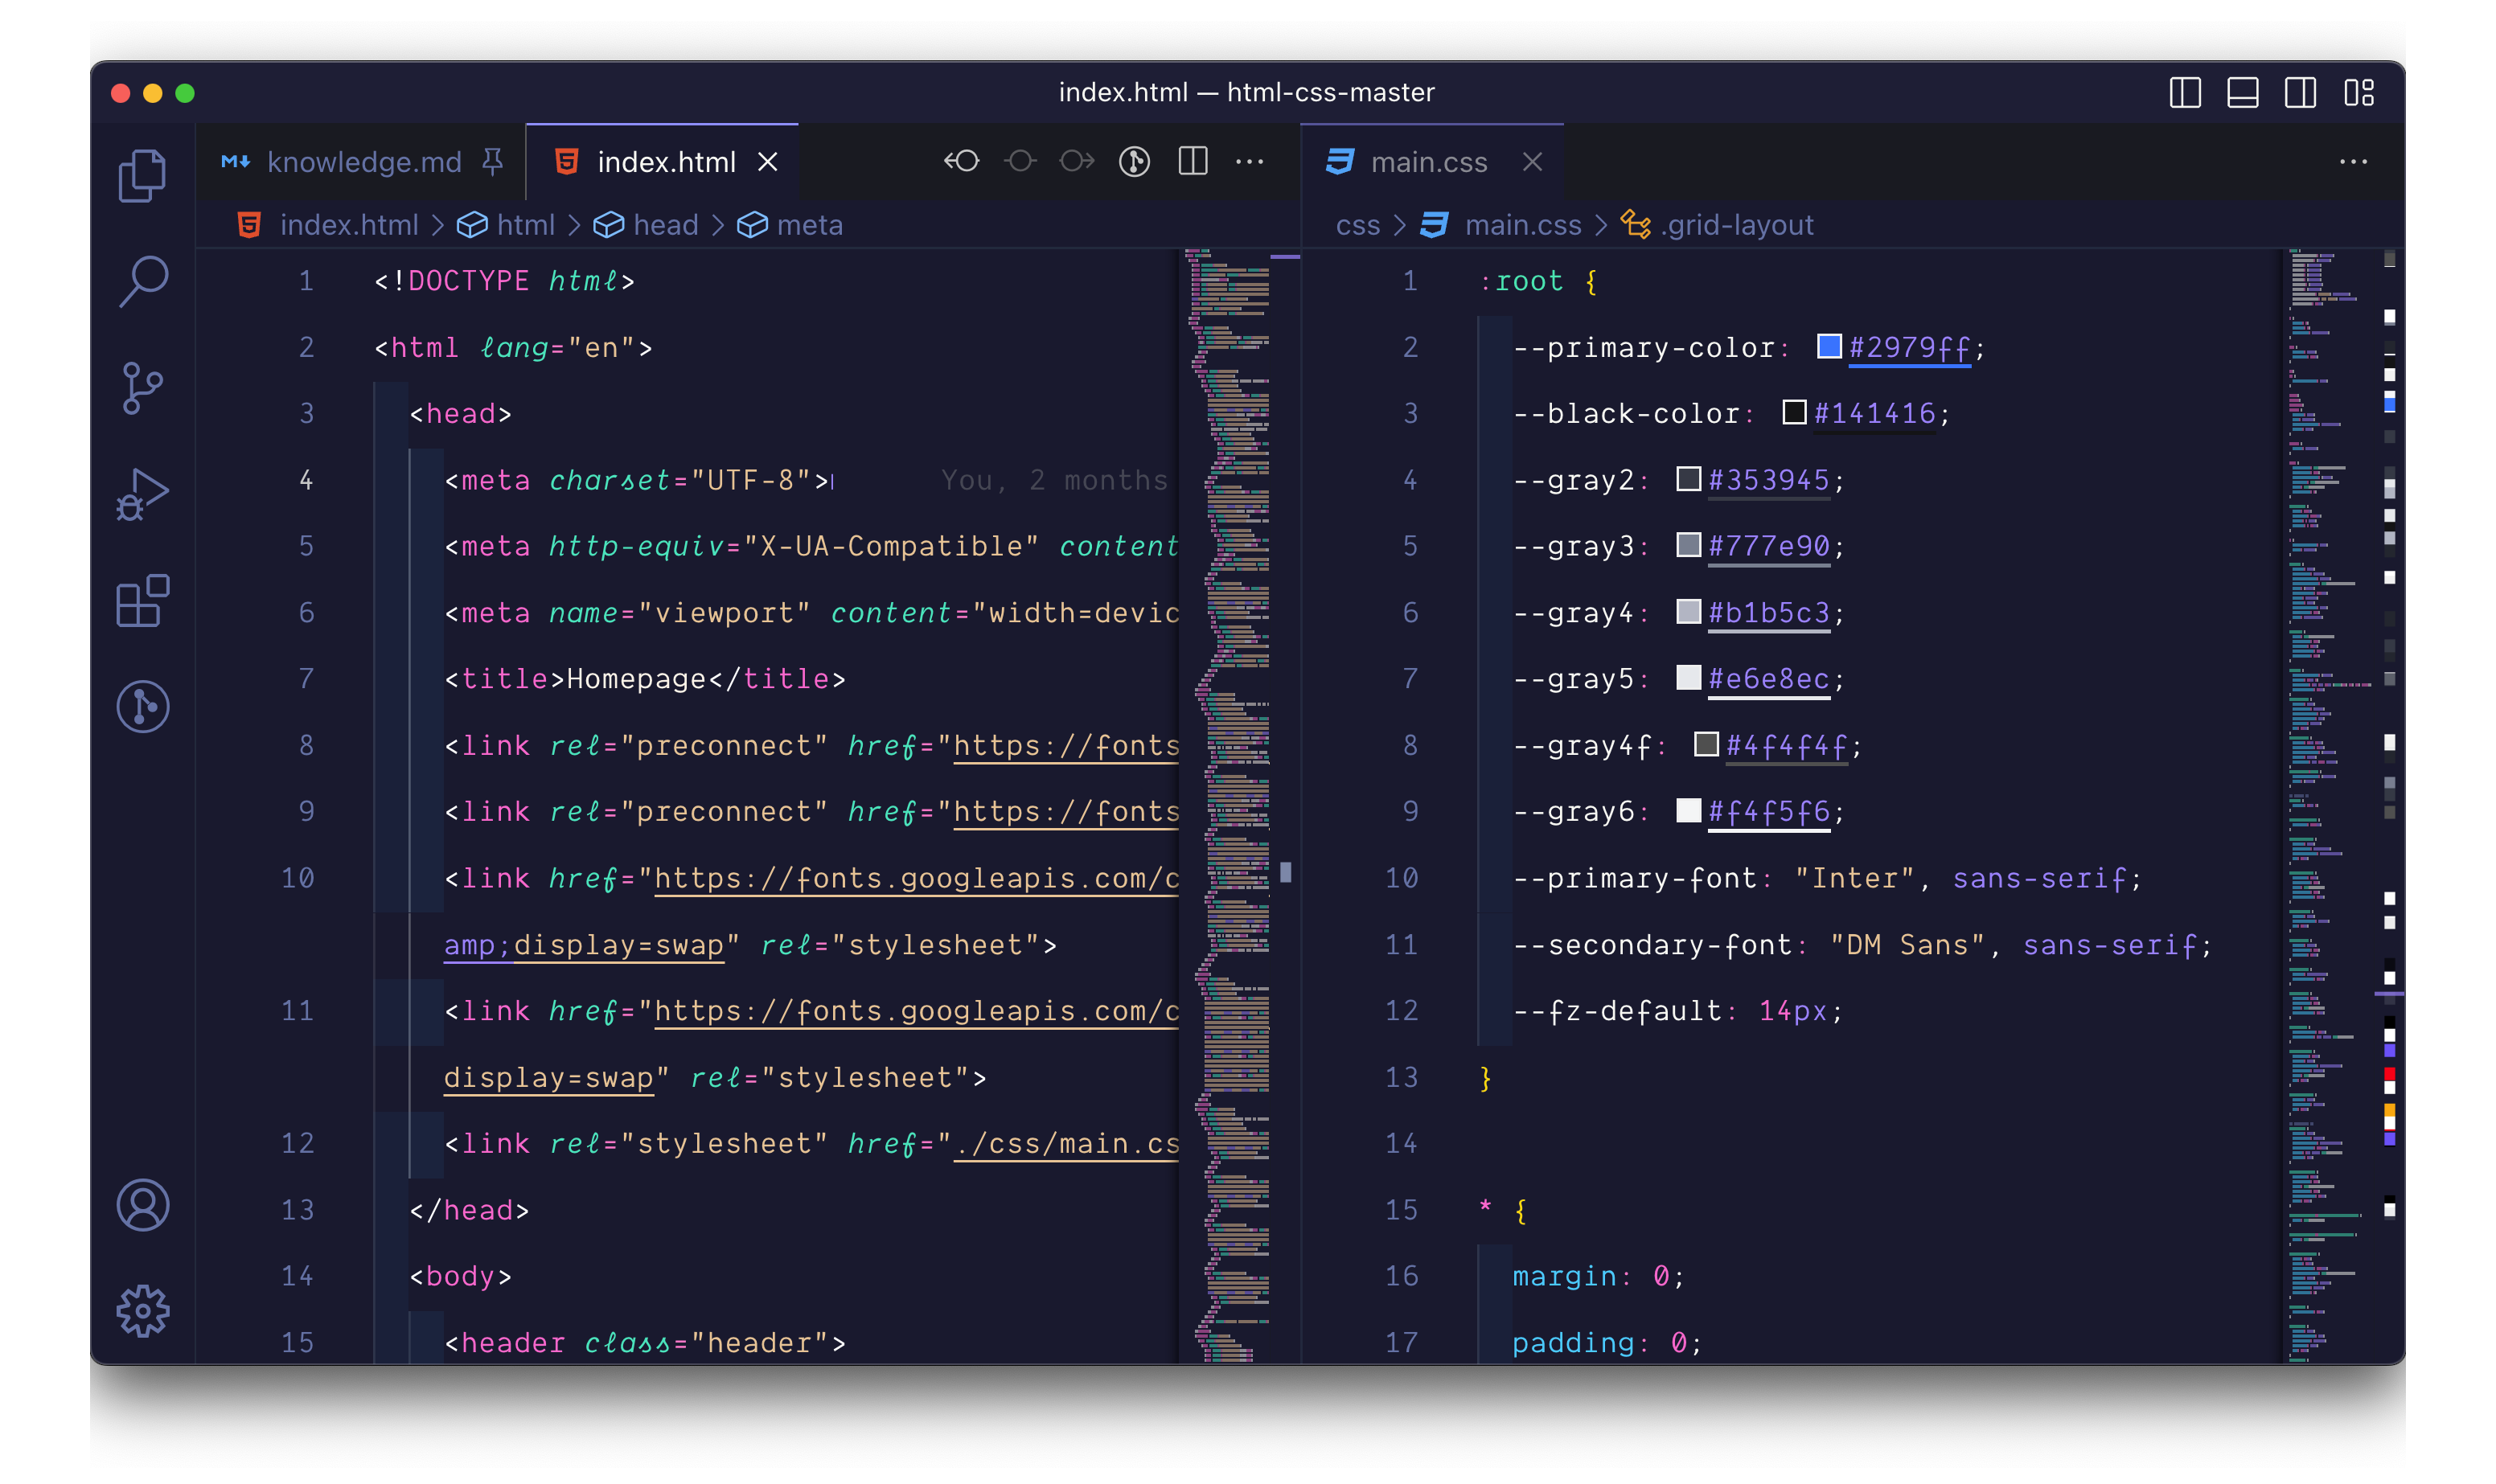 index.html — html-css-master
knowledge.md
index.html
main.css
index.html > html > head > meta
css > main.css > .grid-layout
1 <!DOCTYPE html>
2 <html lang="en">
3 <head>
4 <meta charset="UTF-8"> You, 2 months
5 <meta http-equiv="X-UA-Compatible" content
6 <meta name="viewport" content="width=devic
7 <title>Homepage</title>
8 <link rel="preconnect" href="https://fonts
9 <link rel="preconnect" href="https://fonts
10 <link href="https://fonts.googleapis.com/c
amp;display=swap" rel="stylesheet">
11 <link href="https://fonts.googleapis.com/c
display=swap" rel="stylesheet">
12 <link rel="stylesheet" href="./css/main.cs
13 </head>
14 <body>
15 <header class="header">
1 :root {
2 --primary-color: #2979ff;
3 --black-color: #141416;
4 --gray2: #353945;
5 --gray3: #777e90;
6 --gray4: #b1b5c3;
7 --gray5: #e6e8ec;
8 --gray4f: #4f4f4f;
9 --gray6: #f4f5f6;
10 --primary-font: "Inter", sans-serif;
11 --secondary-font: "DM Sans", sans-serif;
12 --fz-default: 14px;
13 }
14
15 * {
16 margin: 0;
17 padding: 0;